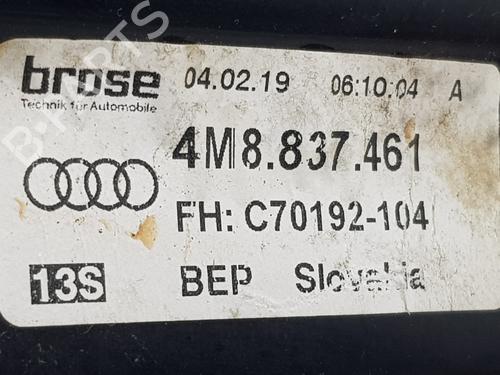 brose 04.02.19 06:10:04 A
Technik für Automobile
4M8.837.461
FH: C70192-104
13S BEP Slovakia